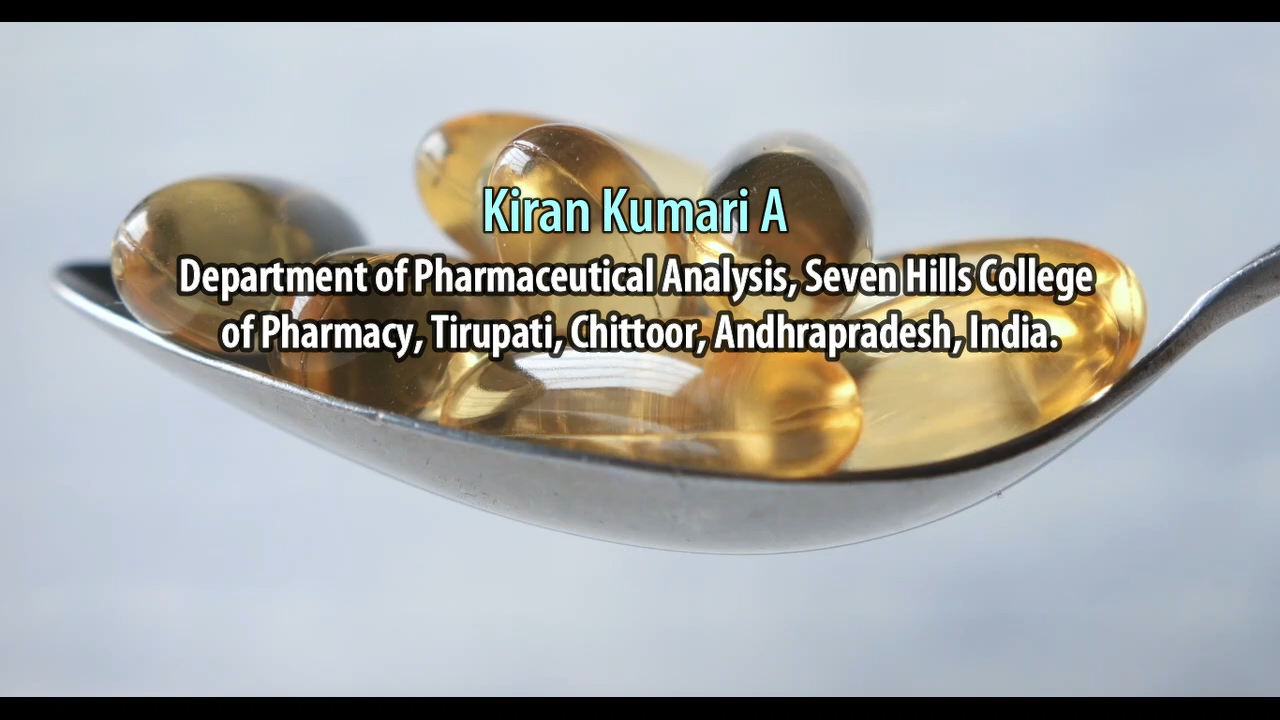 Kiran Kumari A
Department of Pharmaceutical Analysis, Seven Hills College
of Pharmacy, Tirupati, Chittoor, Andhrapradesh, India.